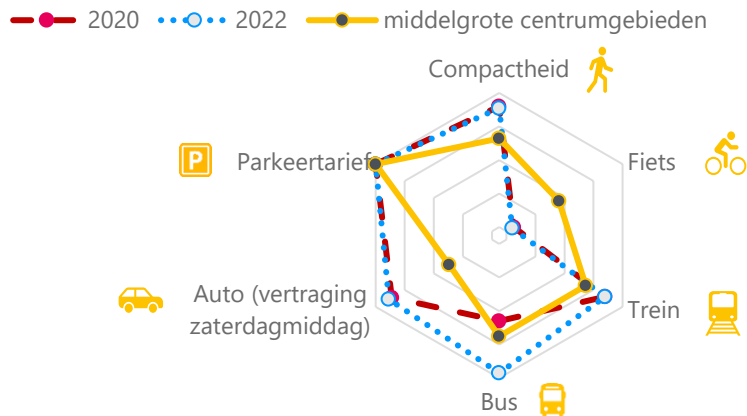 2020 2022 middelgrote centrumgebieden
Compactheid
P Parkeertarief Fiets
Auto (vertraging
zaterdagmiddag)
Trein
Bus